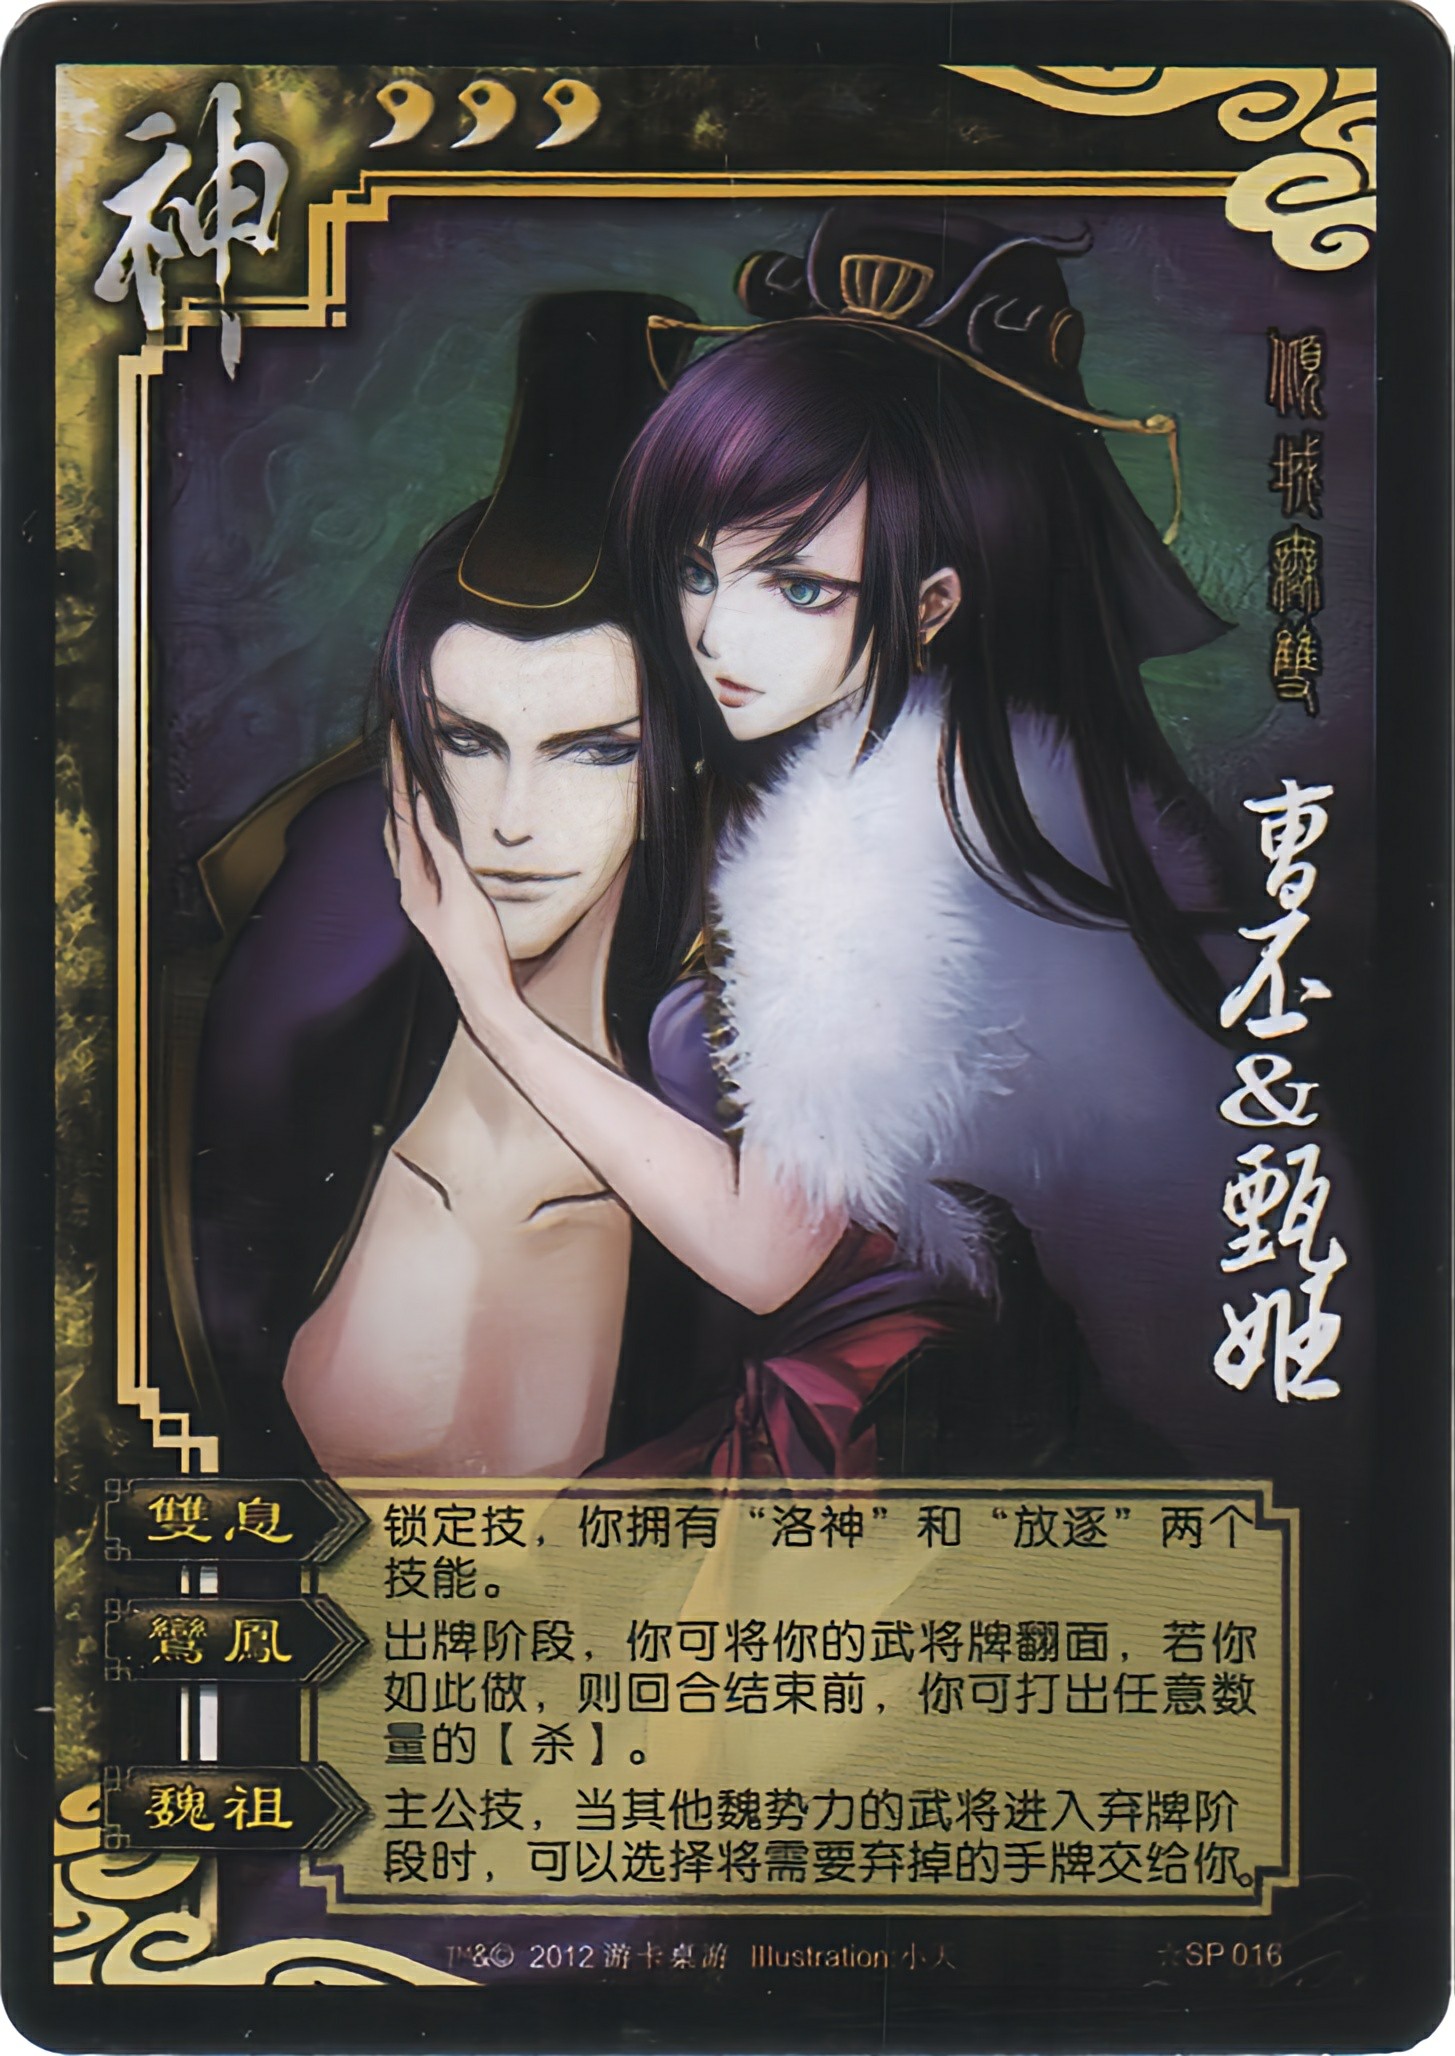 神
傾城無雙
曹丕&甄姬
雙息
锁定技，你拥有“洛神”和“放逐”两个
技能。
鸞鳳
出牌阶段，你可将你的武将牌翻面，若你
如此做，则回合结束前，你可打出任意数
量的【杀】。
魏祖
主公技，当其他魏势力的武将进入弃牌阶
段时，可以选择将需要弃掉的手牌交给你。
™&© 2012 游卡桌游 Illustration:小天
☆SP 016